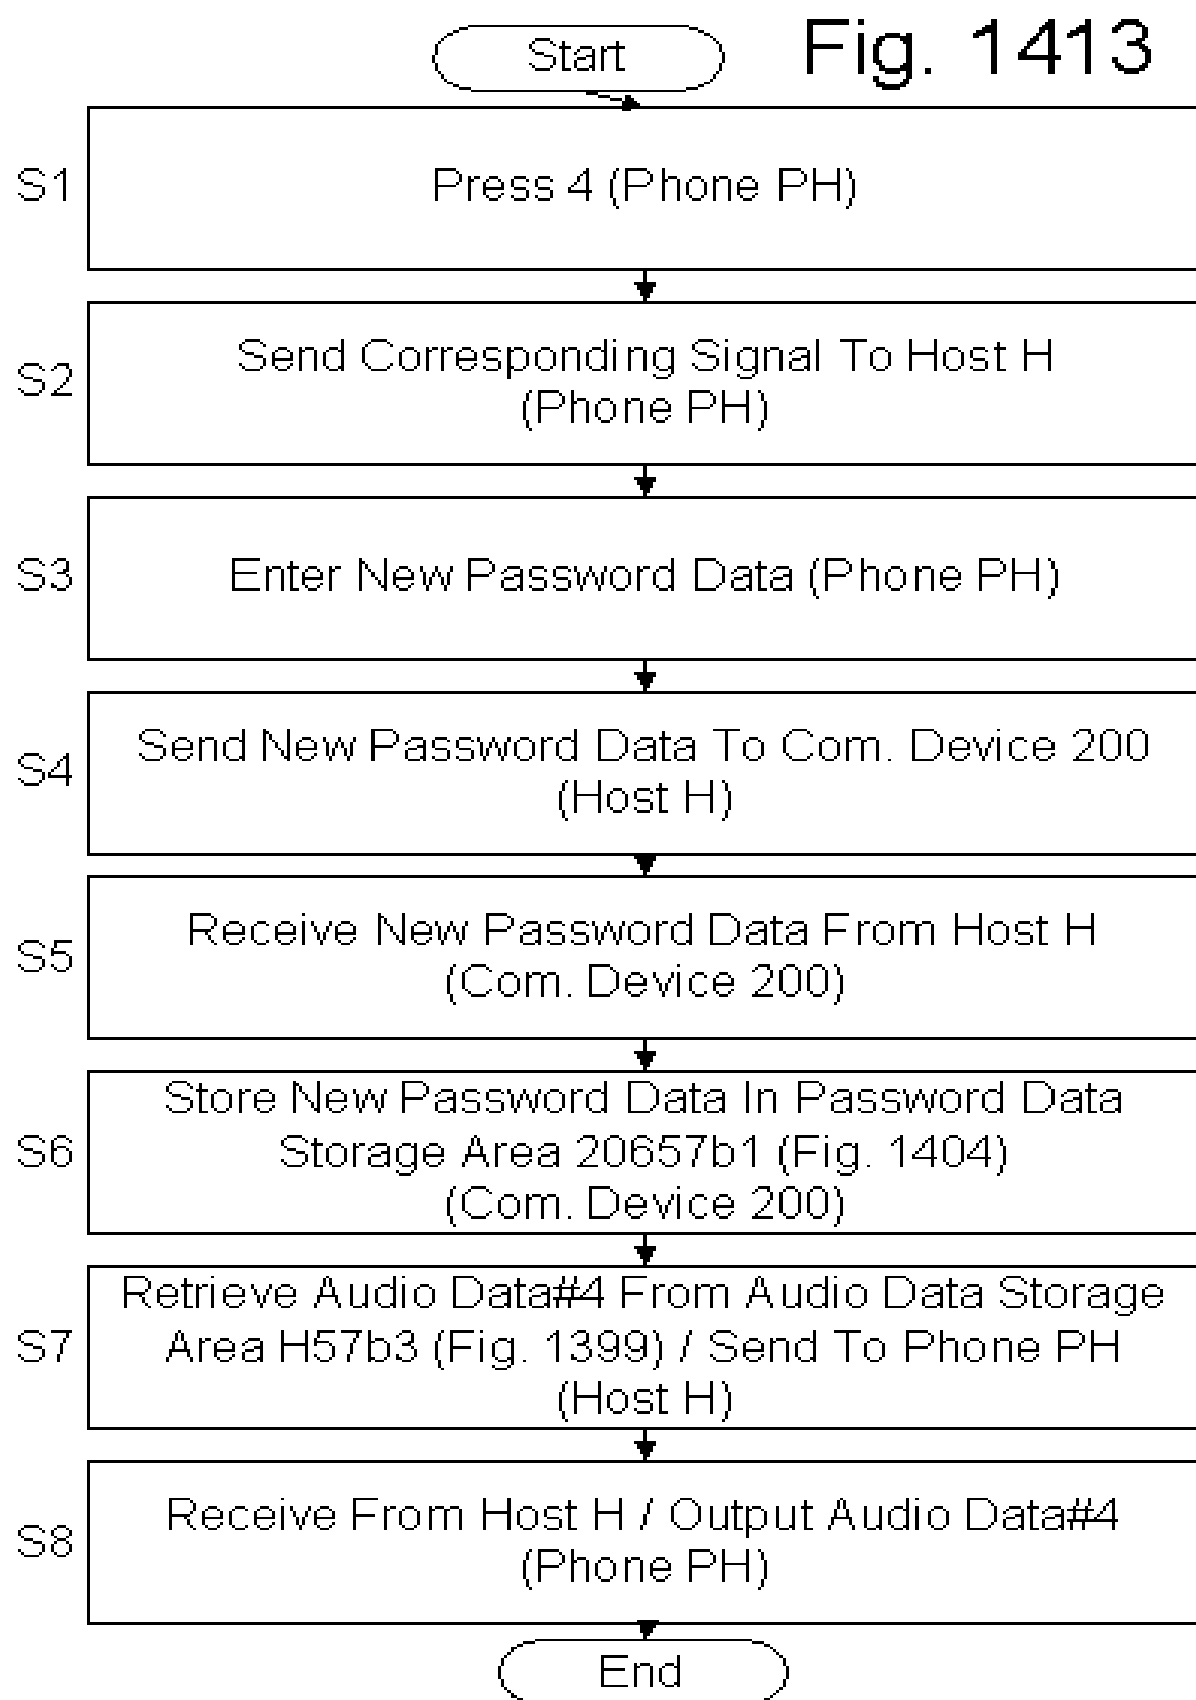 Start
Fig. 1413
S1
Press 4 (Phone PH)
S2
Send Corresponding Signal To Host H
(Phone PH)
S3
Enter New Password Data (Phone PH)
S4
Send New Password Data To Com. Device 200
(Host H)
S5
Receive New Password Data From Host H
(Com. Device 200)
S6
Store New Password Data In Password Data
Storage Area 20657b1 (Fig. 1404)
(Com. Device 200)
S7
Retrieve Audio Data#4 From Audio Data Storage
Area H57b3 (Fig. 1399) / Send To Phone PH
(Host H)
S8
Receive From Host H / Output Audio Data#4
(Phone PH)
End